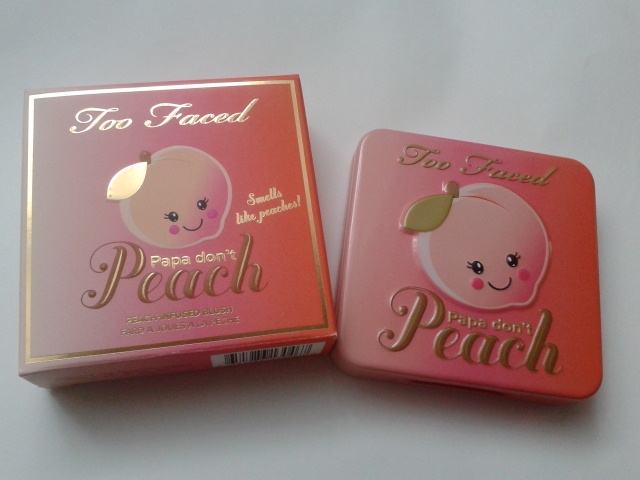 Too Faced
Smells
like peaches!
Papa don't
Peach
PEACH-INFUSED BLUSH
FARD À JOUES À LA PÊCHE
Too Faced
Papa don't
Peach